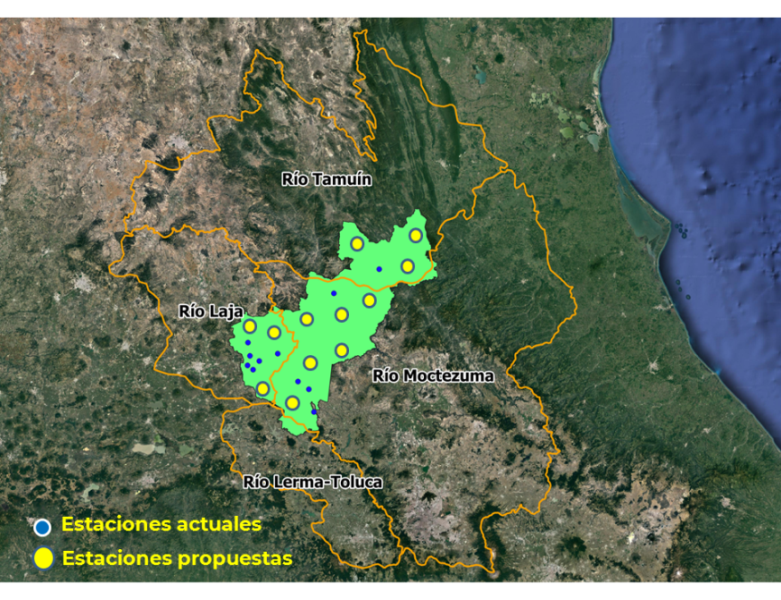 Río Tamuín
Río Laja
Río Moctezuma
Río Lerma-Toluca
Estaciones actuales
Estaciones propuestas